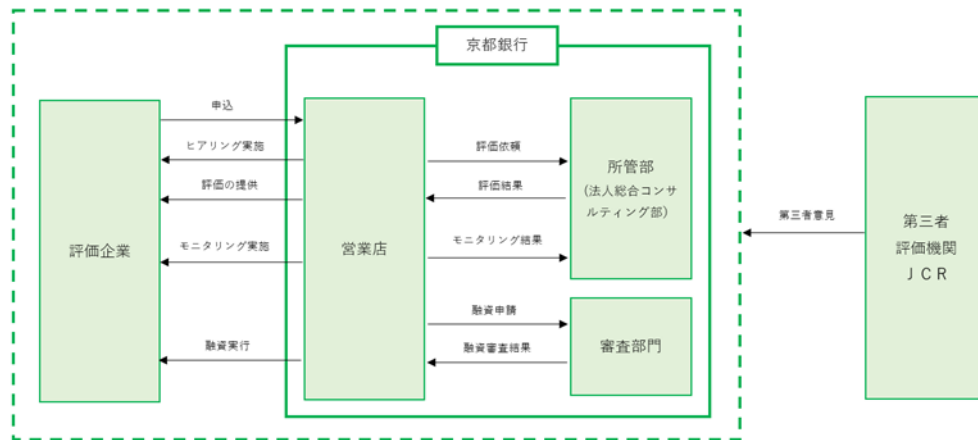 京都銀行
申込
ヒアリング実施
評価の提供
モニタリング実施
融資実行
評価企業
営業店
評価依頼
評価結果
モニタリング結果
融資申請
融資審査結果
所管部
(法人総合コンサ
ルティング部)
審査部門
第三者意見
第三者
評価機関
JCR